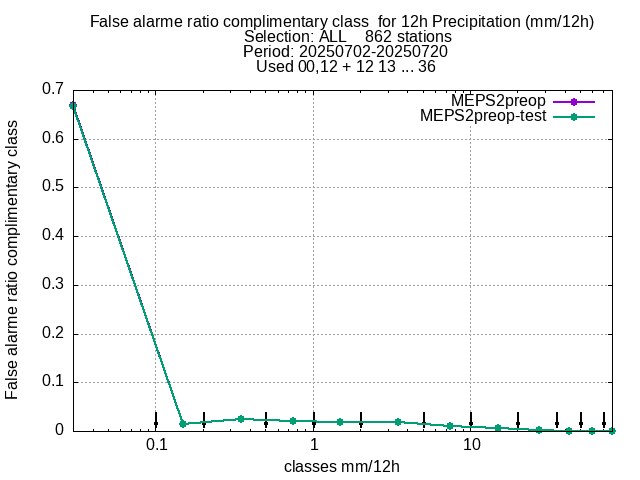 False alarme ratio complimentary class  for 12h Precipitation (mm/12h)
Selection: ALL    862 stations
Period: 20250702-20250720
Used 00,12 + 12 13 ... 36
MEPS2preop
MEPS2preop-test
False alarme ratio complimentary class
0.7
0.6
0.5
0.4
0.3
0.2
0.1
0
0.1
1
10
classes mm/12h